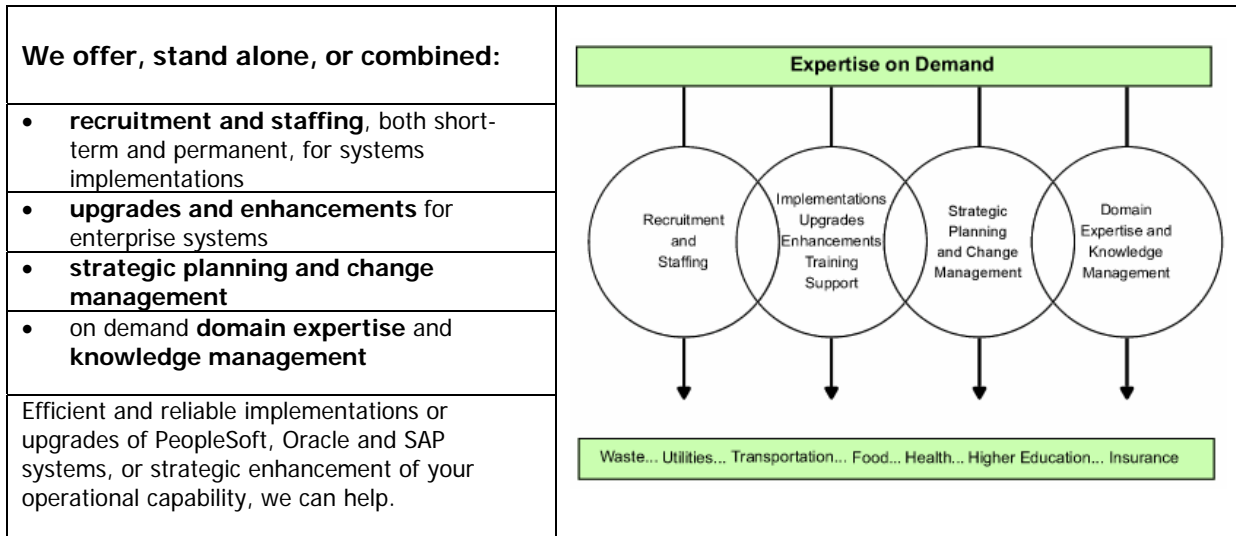 We offer, stand alone, or combined:
• recruitment and staffing, both short-
term and permanent, for systems
implementations
• upgrades and enhancements for
enterprise systems
• strategic planning and change
management
• on demand domain expertise and
knowledge management
Efficient and reliable implementations or
upgrades of PeopleSoft, Oracle and SAP
systems, or strategic enhancement of your
operational capability, we can help.
Expertise on Demand
Recruitment
and
Staffing
Implementations
Upgrades
Enhancements
Training
Support
Strategic
Planning
and Change
Management
Domain
Expertise and
Knowledge
Management
Waste... Utilities... Transportation... Food... Health... Higher Education... Insurance